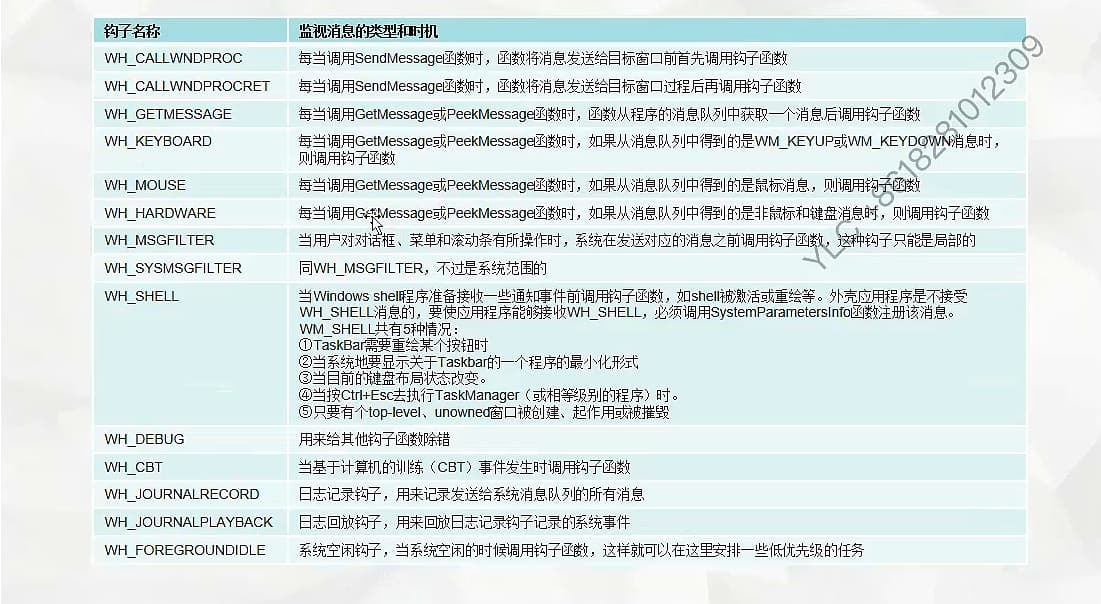 钩子名称 监视消息的类型和时机
WH_CALLWNDPROC 每当调用SendMessage函数时，函数将消息发送给目标窗口前首先调用钩子函数
WH_CALLWNDPROCRET 每当调用SendMessage函数时，函数将消息发送给目标窗口过程后再调用钩子函数
WH_GETMESSAGE 每当调用GetMessage或PeekMessage函数时，函数从程序的消息队列中获取一个消息后调用钩子函数
WH_KEYBOARD 每当调用GetMessage或PeekMessage函数时，如果从消息队列中得到的是WM_KEYUP或WM_KEYDOWN消息时，
则调用钩子函数
WH_MOUSE 每当调用GetMessage或PeekMessage函数时，如果从消息队列中得到的是鼠标消息，则调用钩子函数
WH_HARDWARE 每当调用GetMessage或PeekMessage函数时，如果从消息队列中得到的是非鼠标和键盘消息时，则调用钩子函数
WH_MSGFILTER 当用户对对话框、菜单和滚动条有所操作时，系统在发送对应的消息之前调用钩子函数，这种钩子只能是局部的
WH_SYSMSGFILTER 同WH_MSGFILTER，不过是系统范围的
WH_SHELL 当Windows shell程序准备接收一些通知事件前调用钩子函数，如shell被激活或重绘等。外壳应用程序是不接受
WH_SHELL消息的，要使应用程序能够接收WH_SHELL，必须调用SystemParametersInfo函数注册该消息。
WM_SHELL共有5种情况：
①TaskBar需要重绘某个按钮时
②当系统地要显示关于Taskbar的一个程序的最小化形式
③当目前的键盘布局状态改变。
④当按Ctrl+Esc去执行TaskManager（或相等级别的程序）时。
⑤只要有个top-level、unowned窗口被创建、起作用或被摧毁
WH_DEBUG 用来给其他钩子函数除错
WH_CBT 当基于计算机的训练（CBT）事件发生时调用钩子函数
WH_JOURNALRECORD 日志记录钩子，用来记录发送给系统消息队列的所有消息
WH_JOURNALPLAYBACK 日志回放钩子，用来回放日志记录钩子记录的系统事件
WH_FOREGROUNDIDLE 系统空闲钩子，当系统空闲的时候调用钩子函数，这样就可以在这里安排一些低优先级的任务